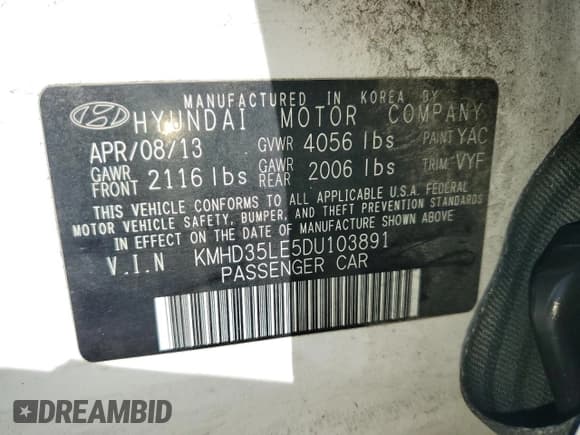 MANUFACTURED IN KOREA BY
HYUNDAI MOTOR COMPANY
APR/08/13 GVWR 4056 lbs PAINT YAC
GAWR FRONT 2116 lbs GAWR REAR 2006 lbs TRIM VYF
THIS VEHICLE CONFORMS TO ALL APPLICABLE U.S.A. FEDERAL
MOTOR VEHICLE SAFETY, BUMPER, AND THEFT PREVENTION STANDARDS
IN EFFECT ON THE DATE OF MANUFACTURE SHOWN ABOVE
V.I.N KMHD35LE5DU103891
PASSENGER CAR
DREAMBID